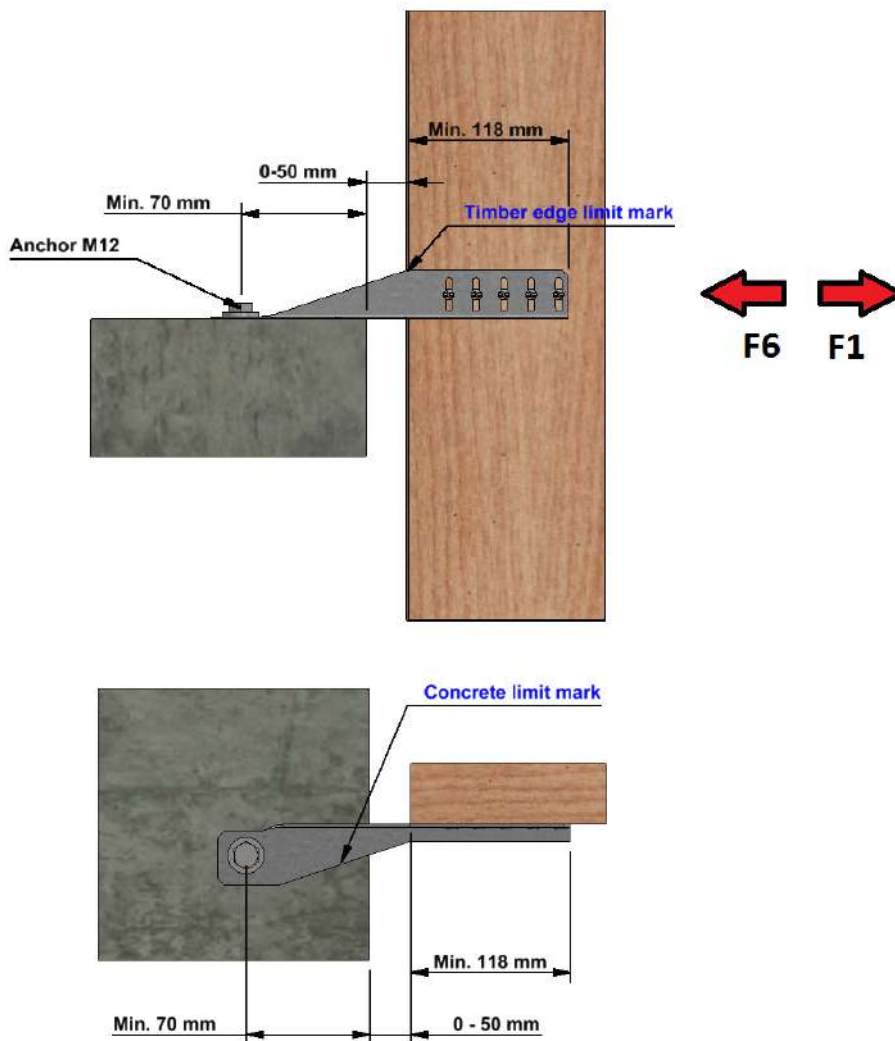 Min. 118 mm
0-50 mm
Min. 70 mm
Timber edge limit mark
Anchor M12
F6 F1
Concrete limit mark
Min. 118 mm
Min. 70 mm 0 - 50 mm